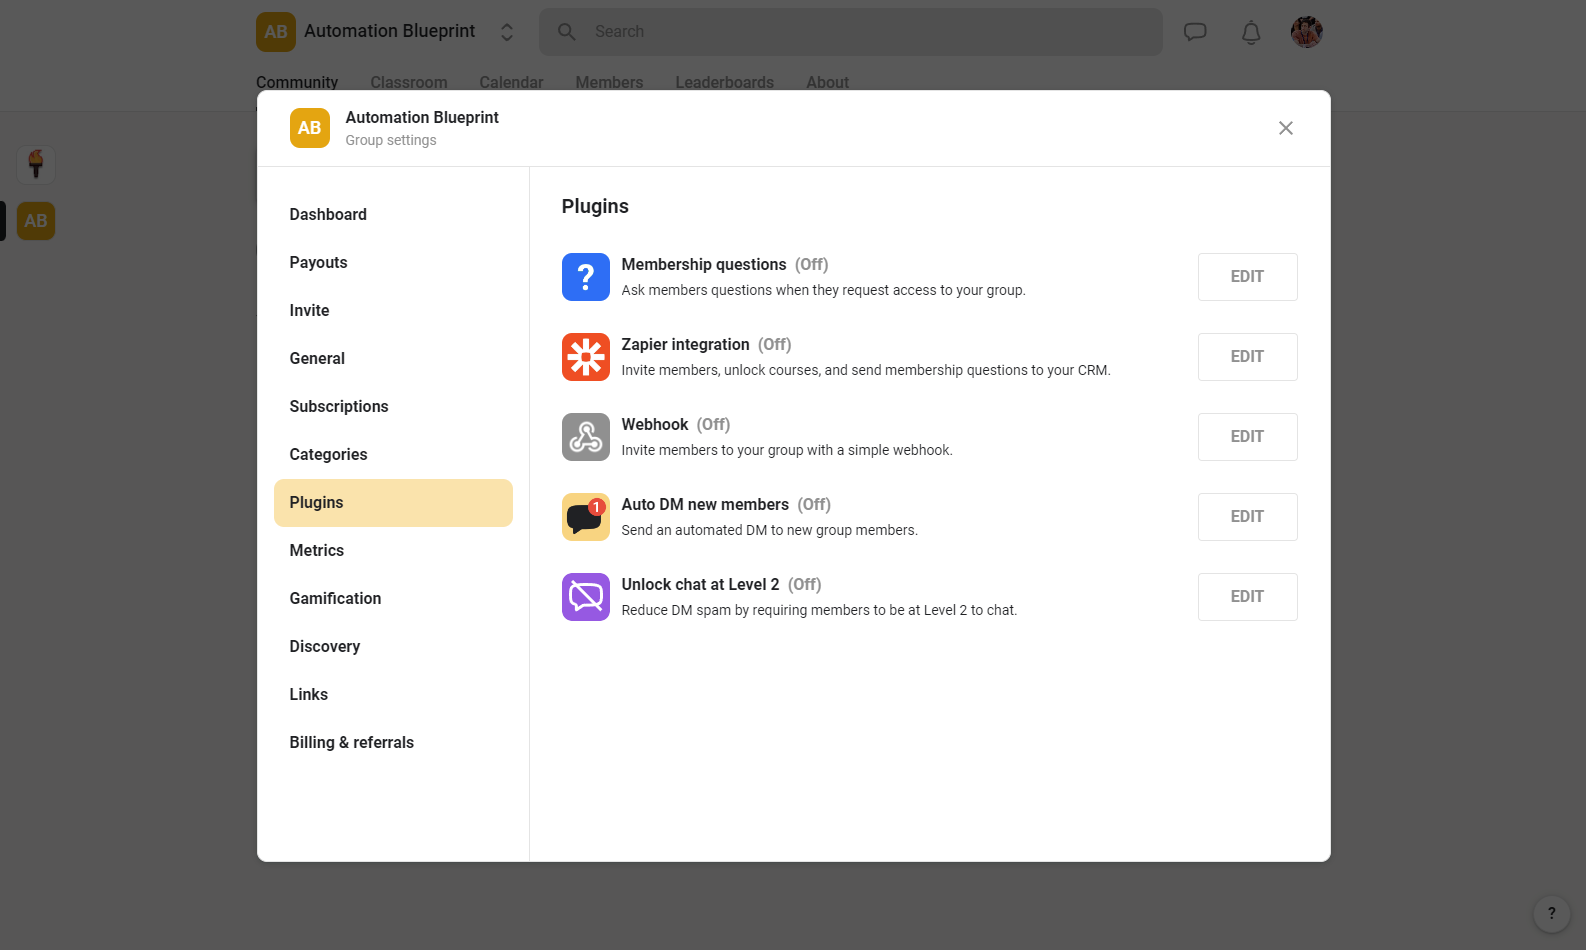 AB Automation Blueprint
Search
Community Classroom Calendar Members Leaderboards About
AB
AB Automation Blueprint
Group settings
Dashboard
Payouts
Invite
General
Subscriptions
Categories
Plugins
Metrics
Gamification
Discovery
Links
Billing & referrals
Plugins
? Membership questions (Off)
Ask members questions when they request access to your group.
EDIT
Zapier integration (Off)
Invite members, unlock courses, and send membership questions to your CRM.
EDIT
Webhook (Off)
Invite members to your group with a simple webhook.
EDIT
1 Auto DM new members (Off)
Send an automated DM to new group members.
EDIT
Unlock chat at Level 2 (Off)
Reduce DM spam by requiring members to be at Level 2 to chat.
EDIT
?